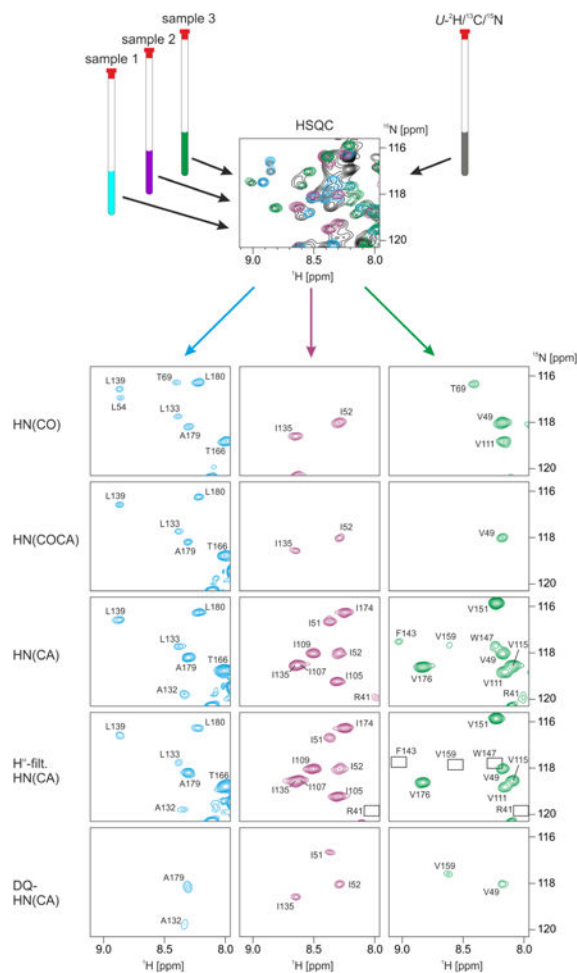 sample 3
sample 2
sample 1
U-²H/¹³C/¹⁵N
HSQC
¹⁵N [ppm]
116
118
120
9.0 8.5 8.0
¹H [ppm]
¹⁵N [ppm]
HN(CO)
L139 T69 L180
L54 L133
A179
T166
I135 I52
T69
V49
V111
116
118
120
HN(COCA)
L139 L180
L133
A179 T166
I135 I52
V49
116
118
120
HN(CA)
L139 L180
L133
A179 T166
A132
I51 I174
I109 I52
I135 I107 I105
R41
V151
F143 V159 W147 V115
V49
V176 V111
R41
116
118
120
Hα-filt.
HN(CA)
L139 L180
L133
A179 T166
A132
I51 I174
I109 I52
I135 I107 I105
R41
V151
F143 V159 W147 V115
V49
V176 V111
R41
116
118
120
DQ-
HN(CA)
A179
A132
I51
I52
I135
V159
V49
116
118
120
9.0 8.5 8.0
9.0 8.5 8.0
9.0 8.5 8.0
¹H [ppm]
¹H [ppm]
¹H [ppm]